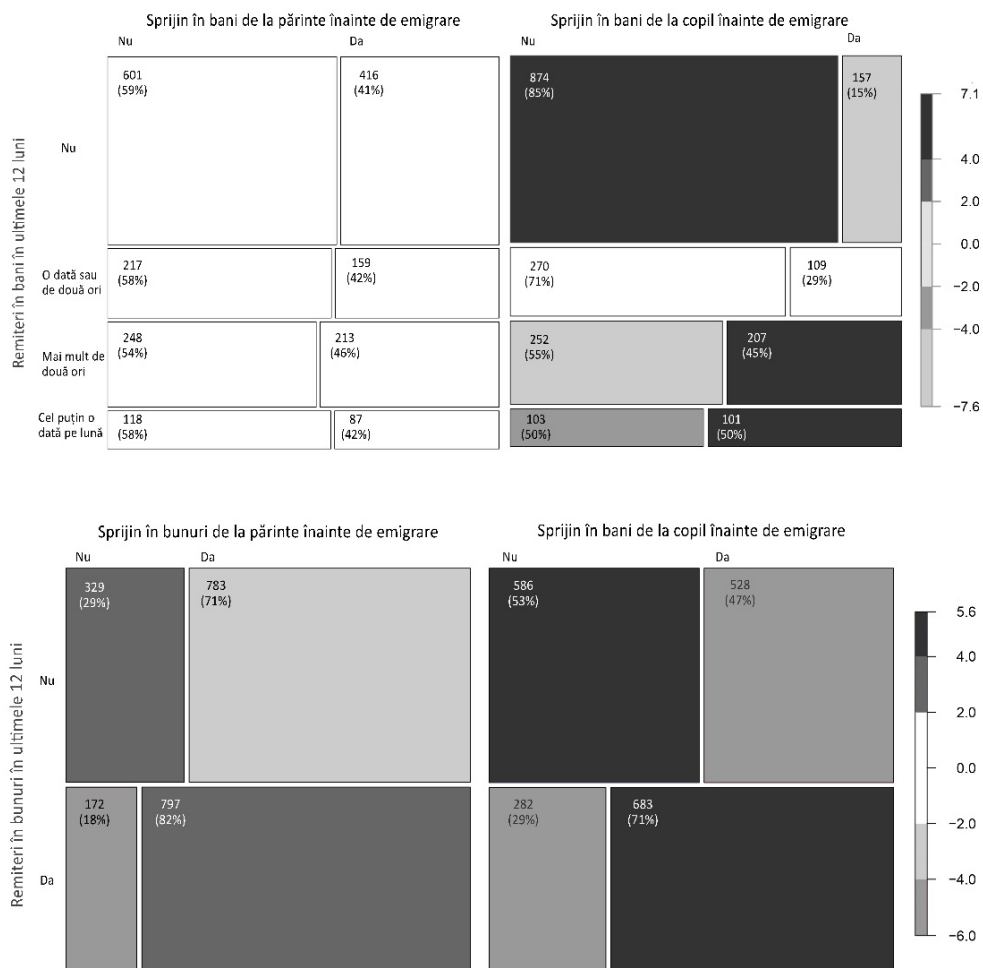 Sprijin în bani de la părinte înainte de emigrare
Nu
Da
Sprijin în bani de la copil înainte de emigrare
Nu
Da
Remiteri în bani în ultimele 12 luni
Nu
601
(59%)
416
(41%)
874
(85%)
157
(15%)
O dată sau
de două ori
217
(58%)
159
(42%)
270
(71%)
109
(29%)
Mai mult de
două ori
248
(54%)
213
(46%)
252
(55%)
207
(45%)
Cel puțin o
dată pe lună
118
(58%)
87
(42%)
103
(50%)
101
(50%)
7.1
4.0
2.0
0.0
−2.0
−4.0
−7.6
Sprijin în bunuri de la părinte înainte de emigrare
Nu
Da
Sprijin în bani de la copil înainte de emigrare
Nu
Da
Remiteri în bunuri în ultimele 12 luni
Nu
329
(29%)
783
(71%)
586
(53%)
528
(47%)
Da
172
(18%)
797
(82%)
282
(29%)
683
(71%)
5.6
4.0
2.0
0.0
−2.0
−4.0
−6.0